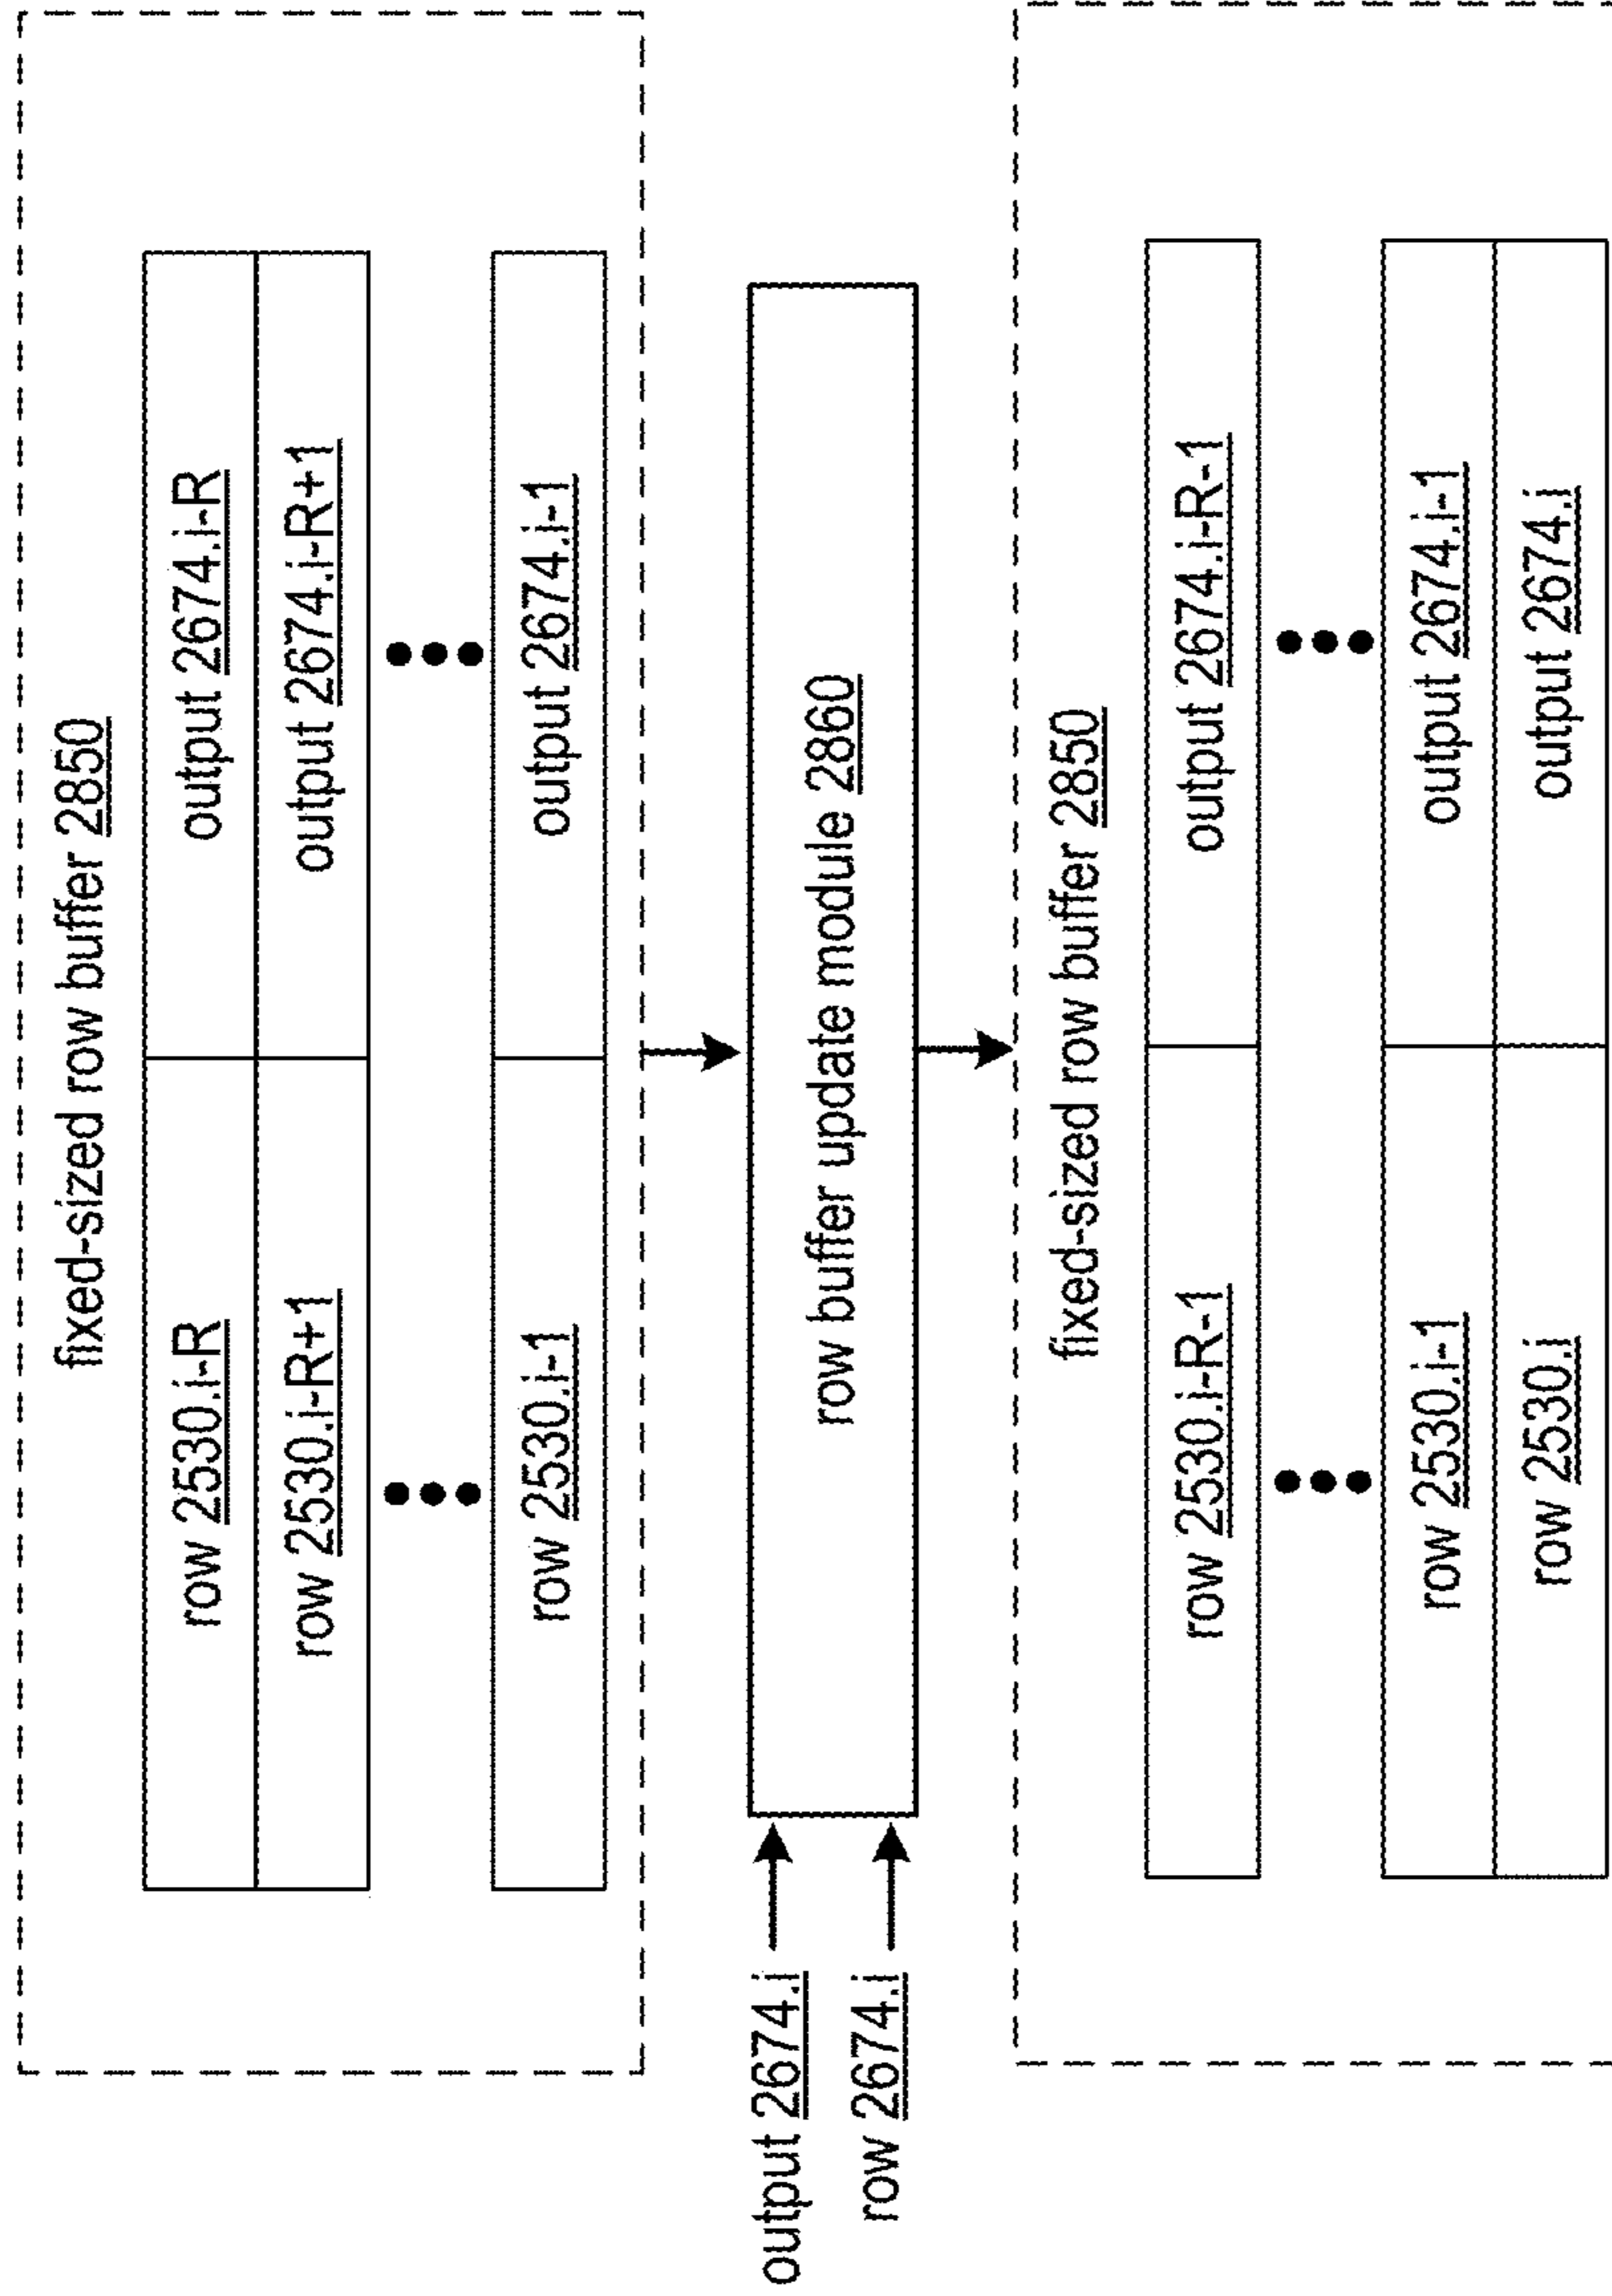 fixed-sized row buffer 2850
row 2530.i-R output 2674.i-R
row 2530.i-R+1 output 2674.i-R+1
row 2530.i-1 output 2674.i-1
output 2674.i
row 2674.i
row buffer update module 2860
fixed-sized row buffer 2850
row 2530.i-R-1 output 2674.i-R-1
row 2530.i-1 output 2674.i-1
row 2530.i output 2674.i